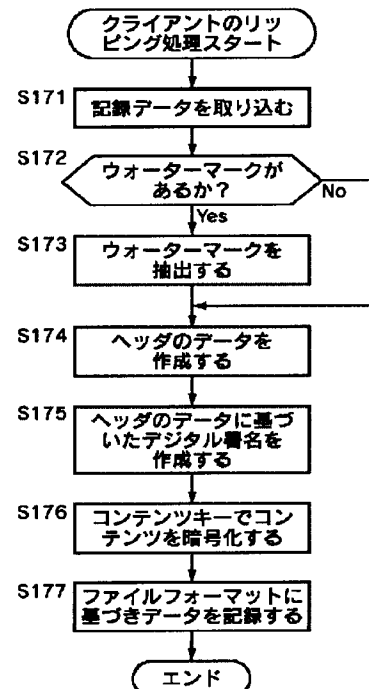 クライアントのリッ
ピング処理スタート
S171
記録データを取り込む
S172
ウォーターマークが
あるか？
No
Yes
S173
ウォーターマークを
抽出する
S174
ヘッダのデータを
作成する
S175
ヘッダのデータに基づ
いたデジタル署名を
作成する
S176
コンテンツキーでコン
テンツを暗号化する
S177
ファイルフォーマットに
基づきデータを記録する
エンド